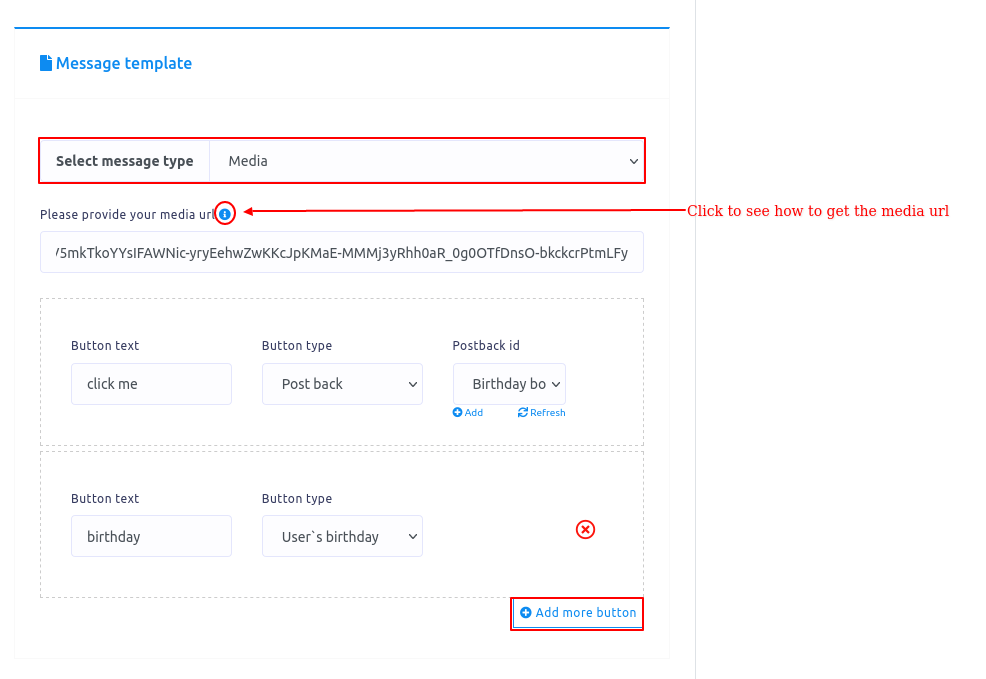 Message template
Select message type Media
Please provide your media url
Click to see how to get the media url
/5mkTkoYYsIFAWNic-yryEehwZwKKcJpKMaE-MMMj3yRhh0aR_0g0OTfDnsO-bkckcrPtmLFy
Button text Button type Postback id
click me Post back Birthday bo
Add Refresh
Button text Button type
birthday User`s birthday
Add more button